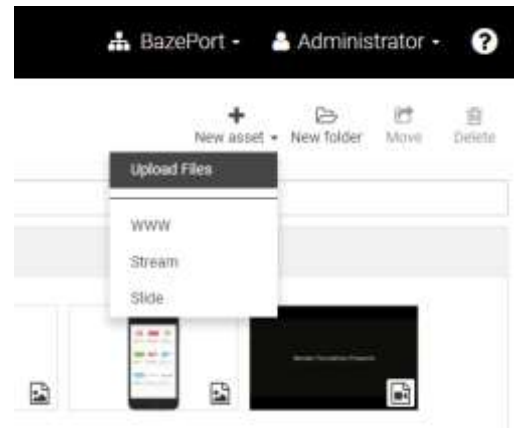 BazePort
Administrator
?
New asset
New folder
Move
Delete
Upload Files
WWW
Stream
Slide